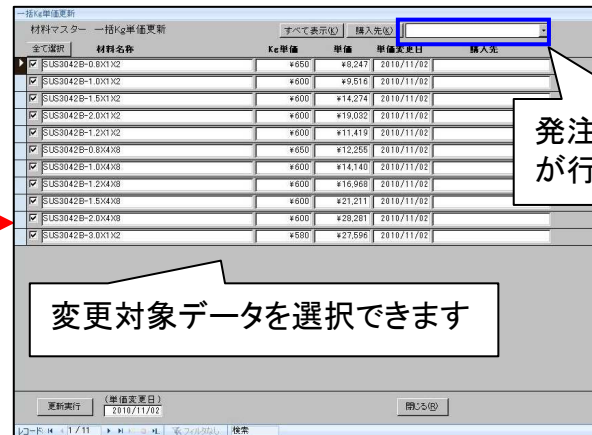 一括Kg単価更新
材料マスター 一括Kg単価更新 すべて表示(K) 購入先(K)
全て選択 材料名称 Kg単価 単価 単価変更日 購入先
SUS3042B-0.8X1X2 ¥650 ¥8,247 2010/11/02
SUS3042B-1.0X1X2 ¥600 ¥9,516 2010/11/02
SUS3042B-1.5X1X2 ¥600 ¥14,274 2010/11/02
SUS3042B-2.0X1X2 ¥600 ¥19,032 2010/11/02
SUS3042B-1.2X1X2 ¥600 ¥11,419 2010/11/02
SUS3042B-0.8X4X8 ¥650 ¥12,255 2010/11/02
SUS3042B-1.0X4X8 ¥600 ¥14,140 2010/11/02
SUS3042B-1.2X4X8 ¥600 ¥16,968 2010/11/02
SUS3042B-1.5X4X8 ¥600 ¥21,211 2010/11/02
SUS3042B-2.0X4X8 ¥600 ¥28,281 2010/11/02
SUS3042B-3.0X1X2 ¥580 ¥27,596 2010/11/02
発注
が行
変更対象データを選択できます
更新実行 (単価変更日) 閉じる(R)
2010/11/02
レコード: 1 / 11 フィルタなし 検索